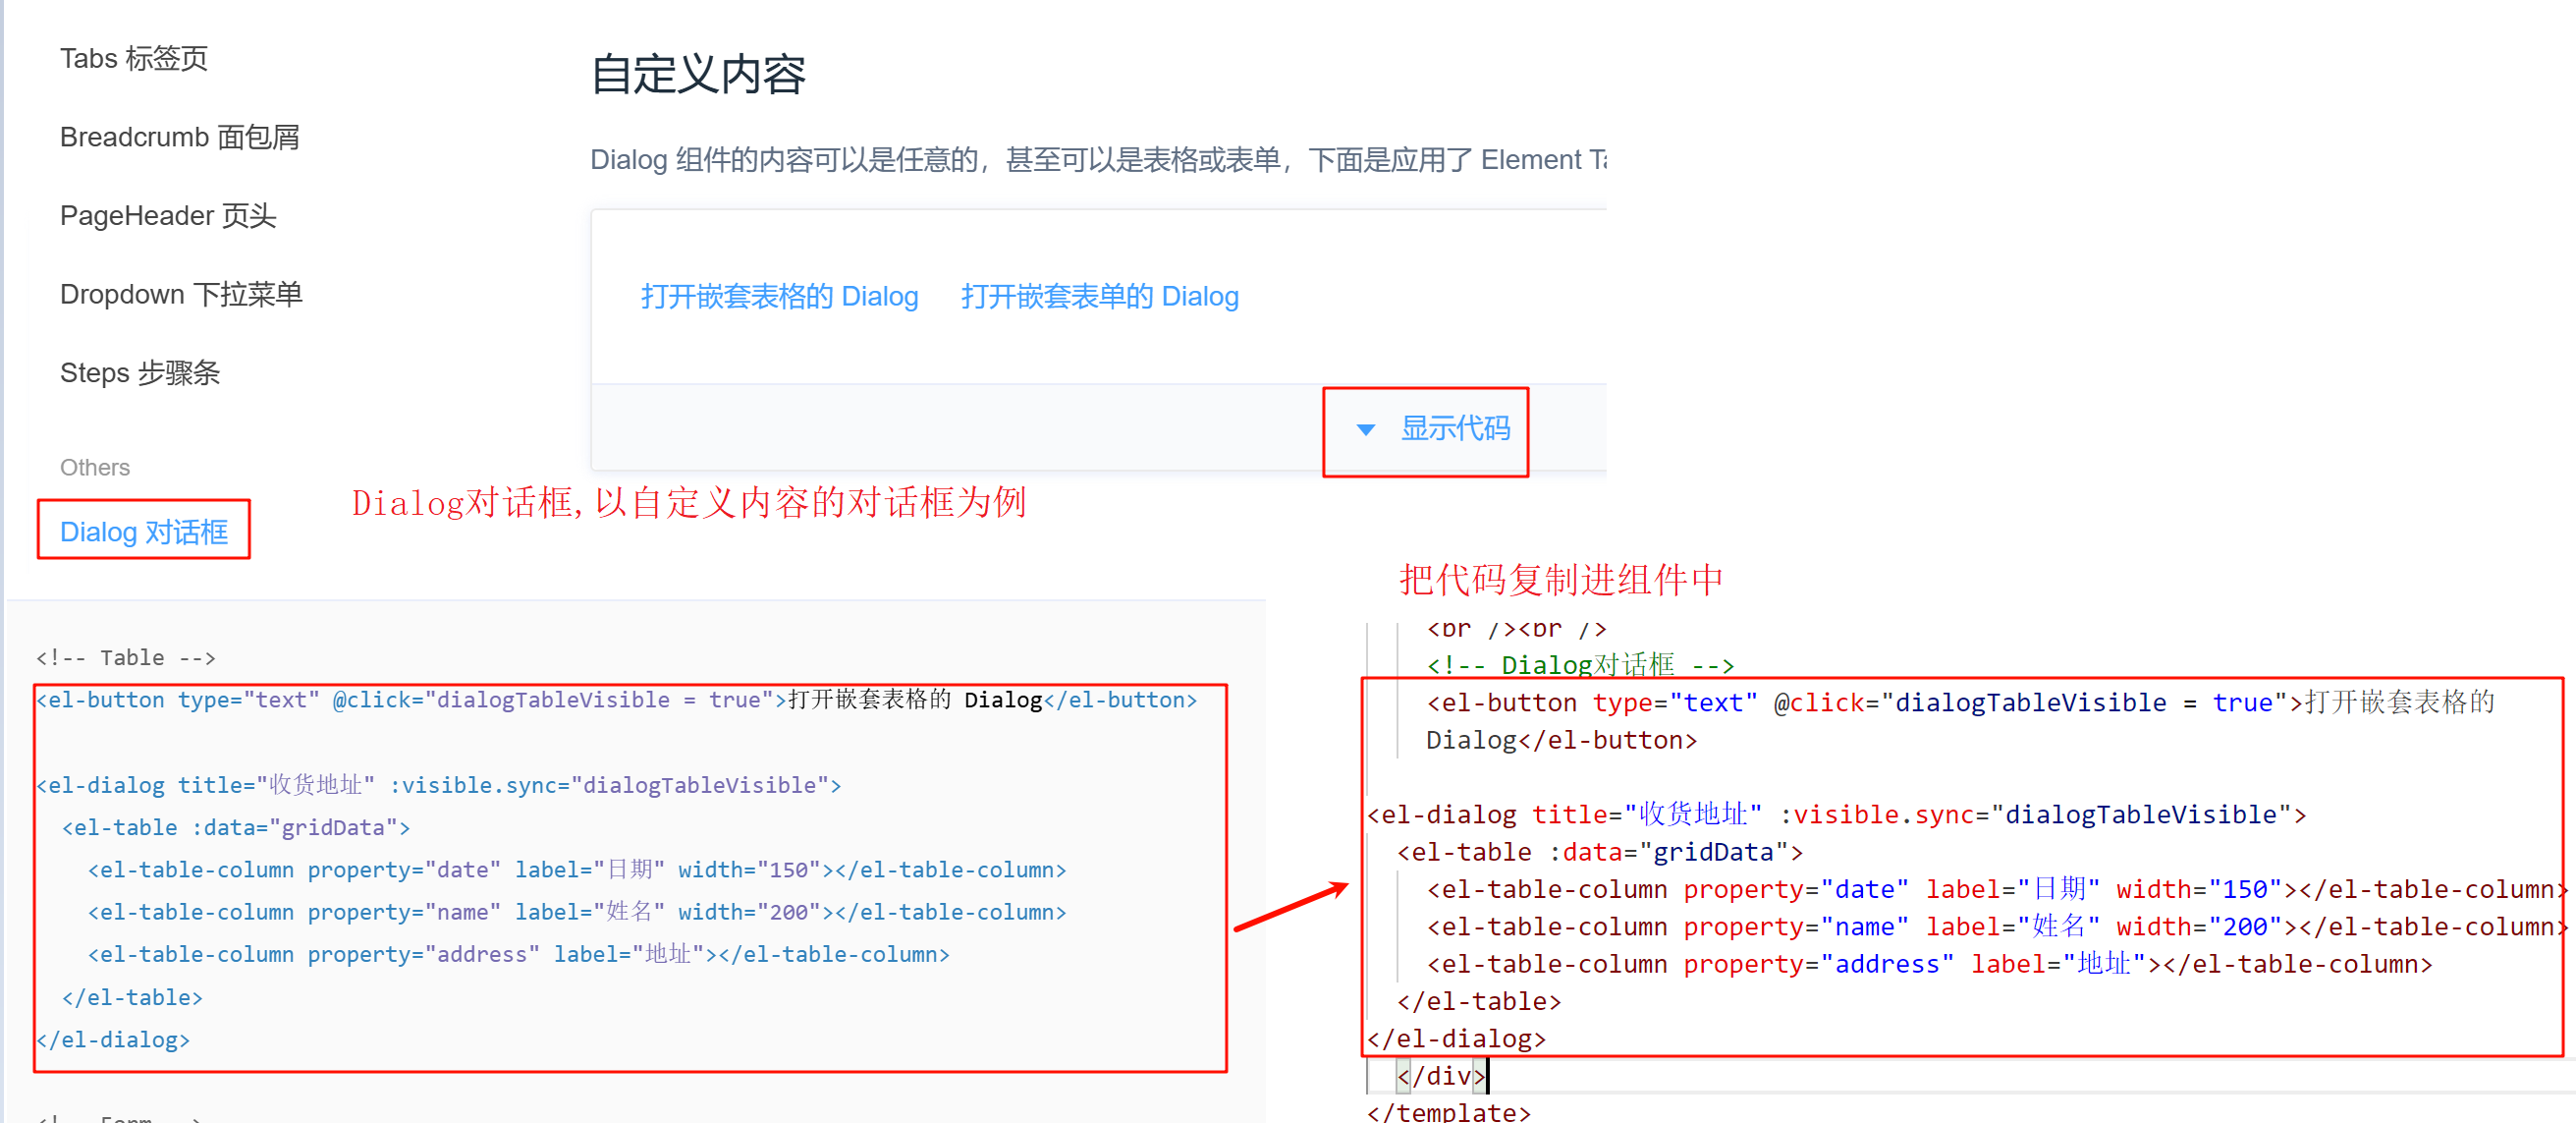 Tabs 标签页
Breadcrumb 面包屑
PageHeader 页头
Dropdown 下拉菜单
Steps 步骤条
Others
Dialog 对话框
自定义内容
Dialog 组件的内容可以是任意的，甚至可以是表格或表单，下面是应用了 Element
打开嵌套表格的 Dialog 打开嵌套表单的 Dialog
显示代码
Dialog对话框,以自定义内容的对话框为例
<!-- Table -->
<el-button type="text" @click="dialogTableVisible = true">打开嵌套表格的 Dialog</el-button>
<el-dialog title="收货地址" :visible.sync="dialogTableVisible">
<el-table :data="gridData">
<el-table-column property="date" label="日期" width="150"></el-table-column>
<el-table-column property="name" label="姓名" width="200"></el-table-column>
<el-table-column property="address" label="地址"></el-table-column>
</el-table>
</el-dialog>
把代码复制进组件中
<br /><br />
<!-- Dialog对话框 -->
<el-button type="text" @click="dialogTableVisible = true">打开嵌套表格的
Dialog</el-button>
<el-dialog title="收货地址" :visible.sync="dialogTableVisible">
<el-table :data="gridData">
<el-table-column property="date" label="日期" width="150"></el-table-column>
<el-table-column property="name" label="姓名" width="200"></el-table-column>
<el-table-column property="address" label="地址"></el-table-column>
</el-table>
</el-dialog>
</div>
</template>